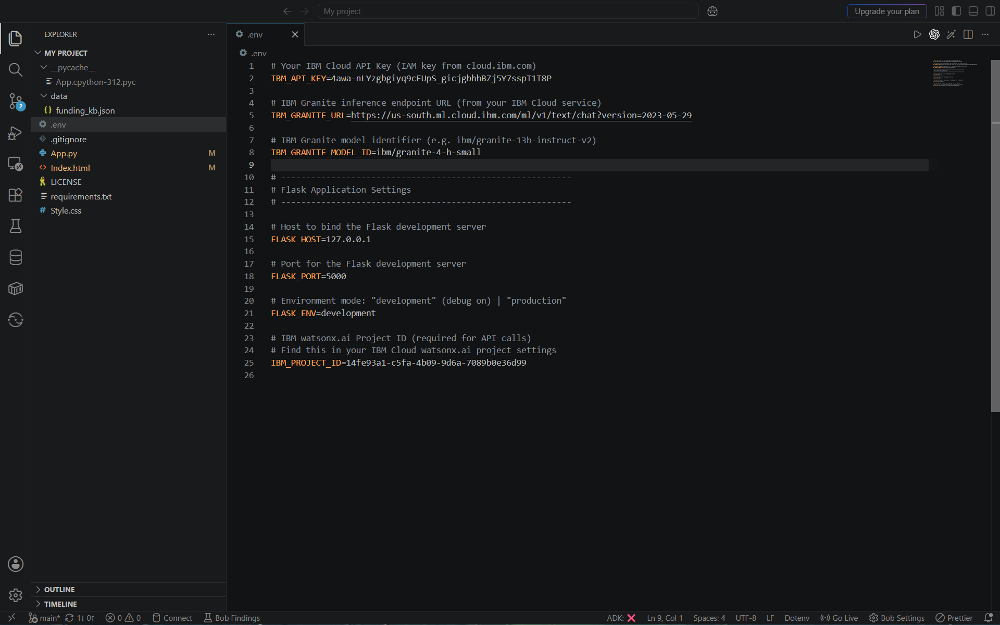 My project
Upgrade your plan
EXPLORER
MY PROJECT
__pycache__
App.cpython-312.pyc
data
funding_kb.json
.env
.gitignore
App.py M
Index.html M
LICENSE
requirements.txt
Style.css
OUTLINE
TIMELINE
.env
.env
1 # Your IBM Cloud API Key (IAM key from cloud.ibm.com)
2 IBM_API_KEY=4awa-nLYzgbgiyq9cFUpS_gicjgbhhBZj5Y7sspT1T8P
3
4 # IBM Granite inference endpoint URL (from your IBM Cloud service)
5 IBM_GRANITE_URL=https://us-south.ml.cloud.ibm.com/ml/v1/text/chat?version=2023-05-29
6
7 # IBM Granite model identifier (e.g. ibm/granite-13b-instruct-v2)
8 IBM_GRANITE_MODEL_ID=ibm/granite-4-h-small
9
10 # ----------------------------------------------------------
11 # Flask Application Settings
12 # ----------------------------------------------------------
13
14 # Host to bind the Flask development server
15 FLASK_HOST=127.0.0.1
16
17 # Port for the Flask development server
18 FLASK_PORT=5000
19
20 # Environment mode: "development" (debug on) | "production"
21 FLASK_ENV=development
22
23 # IBM watsonx.ai Project ID (required for API calls)
24 # Find this in your IBM Cloud watsonx.ai project settings
25 IBM_PROJECT_ID=14fe93a1-c5fa-4b09-9d6a-7089b0e36d99
26
2
main* 1↓ 0↑ 0 0 Connect Bob Findings ADK: ❌ Ln 9, Col 1 Spaces: 4 UTF-8 LF Dotenv Go Live Bob Settings Prettier